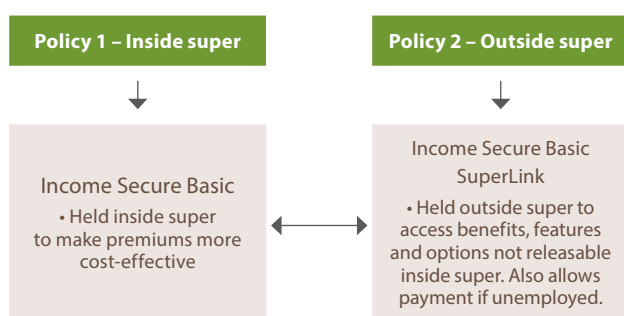 Policy 1 – Inside super
Policy 2 – Outside super
Income Secure Basic
• Held inside super
to make premiums more
cost-effective
Income Secure Basic
SuperLink
• Held outside super to
access benefits, features
and options not releasable
inside super. Also allows
payment if unemployed.